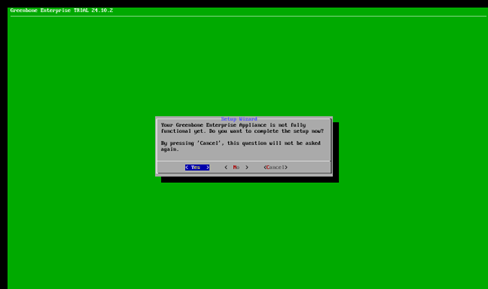 Greenbone Enterprise TRIAL 24.10.2
Setup Wizard
Your Greenbone Enterprise Appliance is not fully
functional yet. Do you want to complete the setup now?
By pressing 'Cancel', this question will not be asked
again.
< Yes > < No > <Cancel>